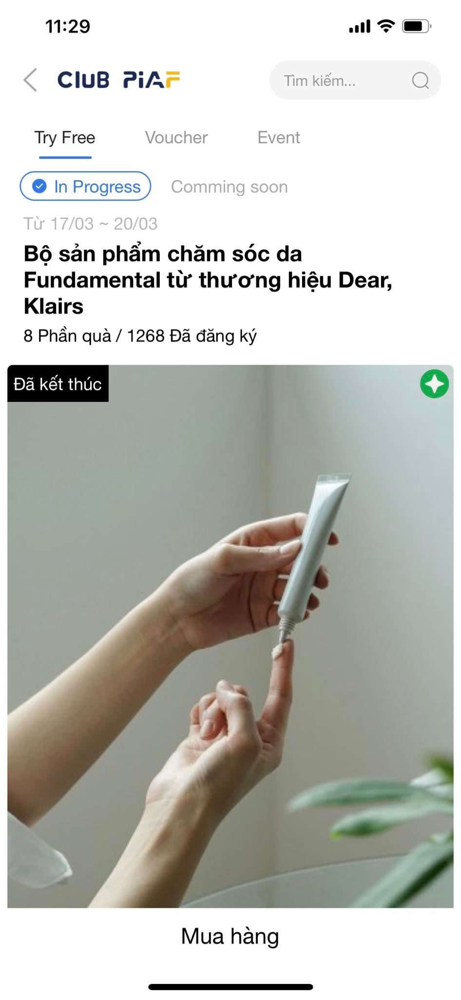 11:29
CluB PiAF
Tìm kiếm...
Try Free Voucher Event
In Progress Comming soon
Từ 17/03 ~ 20/03
Bộ sản phẩm chăm sóc da
Fundamental từ thương hiệu Dear,
Klairs
8 Phần quà / 1268 Đã đăng ký
Đã kết thúc
Mua hàng